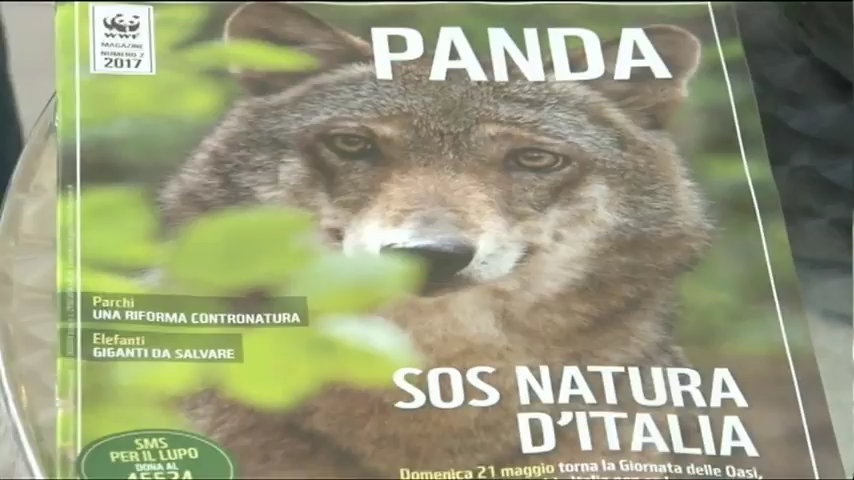 WWF
MAGAZINE
NUMERO 2
2017
PANDA
Parchi
UNA RIFORMA CONTRONATURA
Elefanti
GIGANTI DA SALVARE
SOS NATURA
D'ITALIA
SMS
PER IL LUPO
DONA AL
Domenica 21 maggio torna la Giornata delle Oasi,